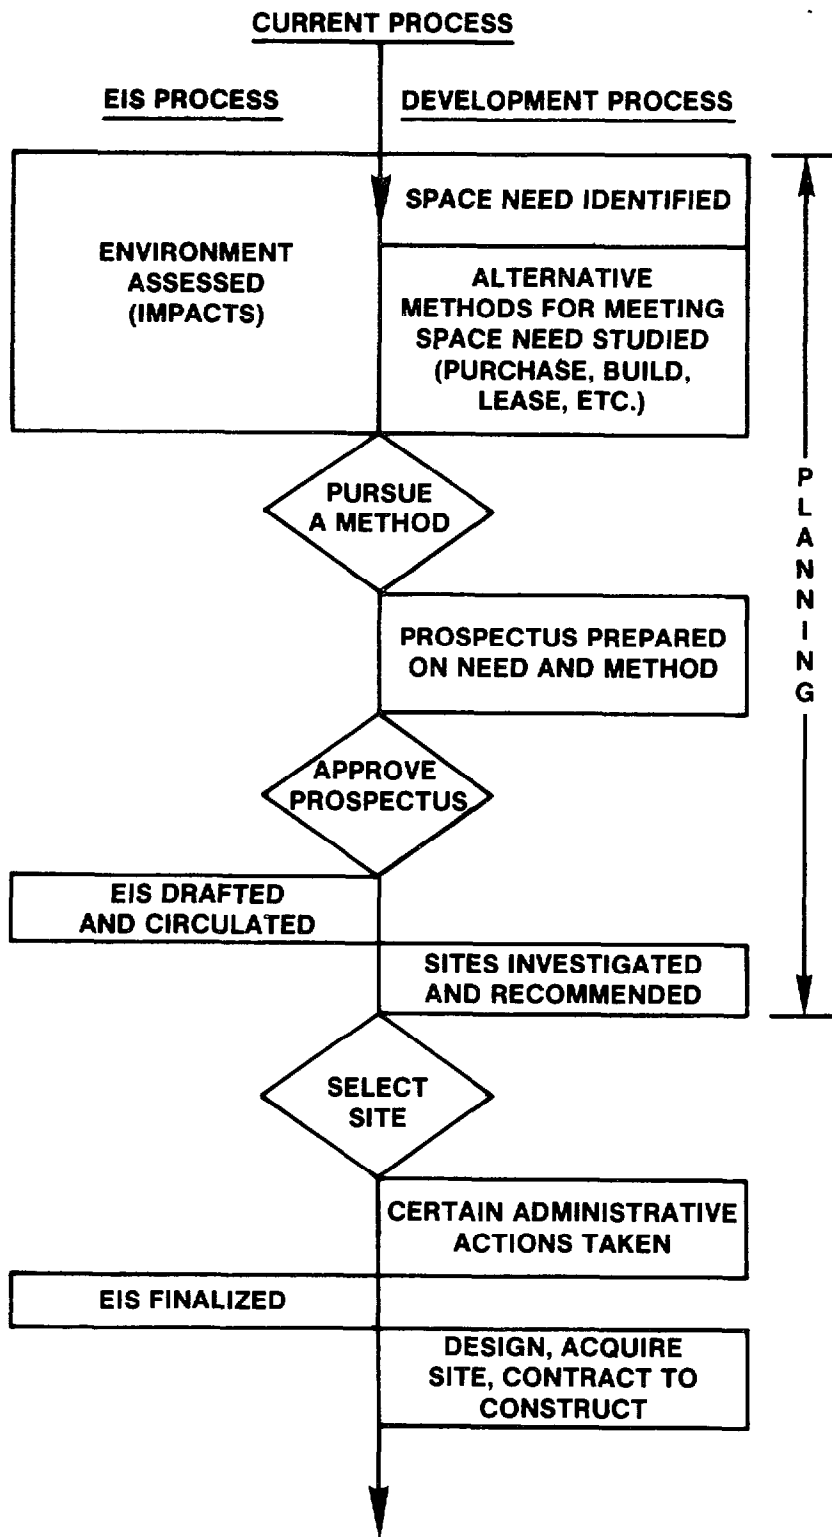 CURRENT PROCESS
EIS PROCESS
DEVELOPMENT PROCESS
SPACE NEED IDENTIFIED
ENVIRONMENT
ASSESSED
(IMPACTS)
ALTERNATIVE
METHODS FOR MEETING
SPACE NEED STUDIED
(PURCHASE, BUILD,
LEASE, ETC.)
PURSUE
A METHOD
PLANNING
PROSPECTUS PREPARED
ON NEED AND METHOD
APPROVE
PROSPECTUS
EIS DRAFTED
AND CIRCULATED
SITES INVESTIGATED
AND RECOMMENDED
SELECT
SITE
CERTAIN ADMINISTRATIVE
ACTIONS TAKEN
EIS FINALIZED
DESIGN, ACQUIRE
SITE, CONTRACT TO
CONSTRUCT